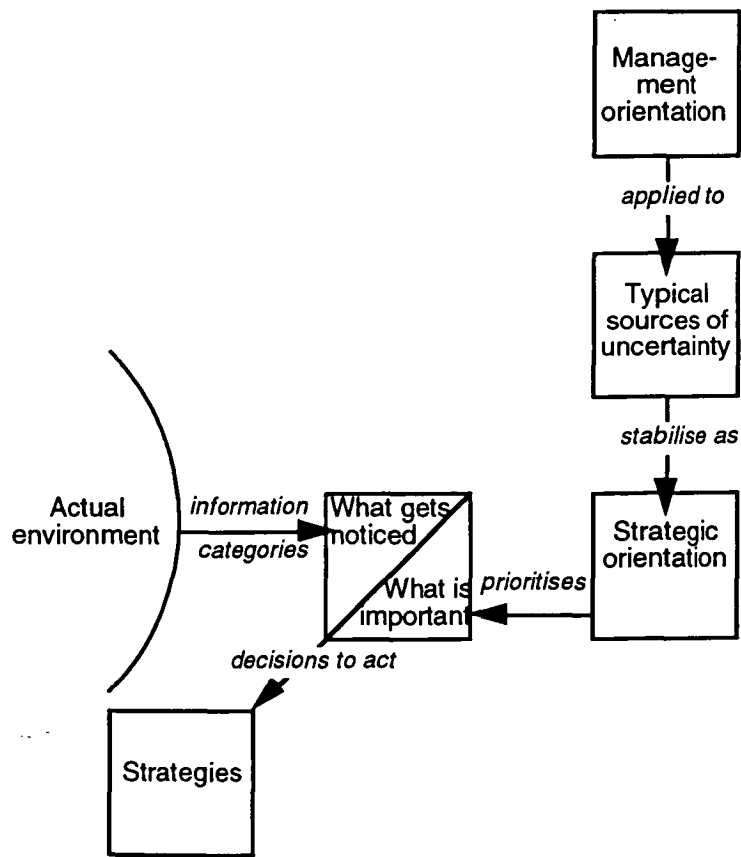 Manage-
ment
orientation
applied to
Typical
sources of
uncertainty
stabilise as
Actual
environment
information
categories
What gets
noticed
What is
important
prioritises
Strategic
orientation
decisions to act
Strategies